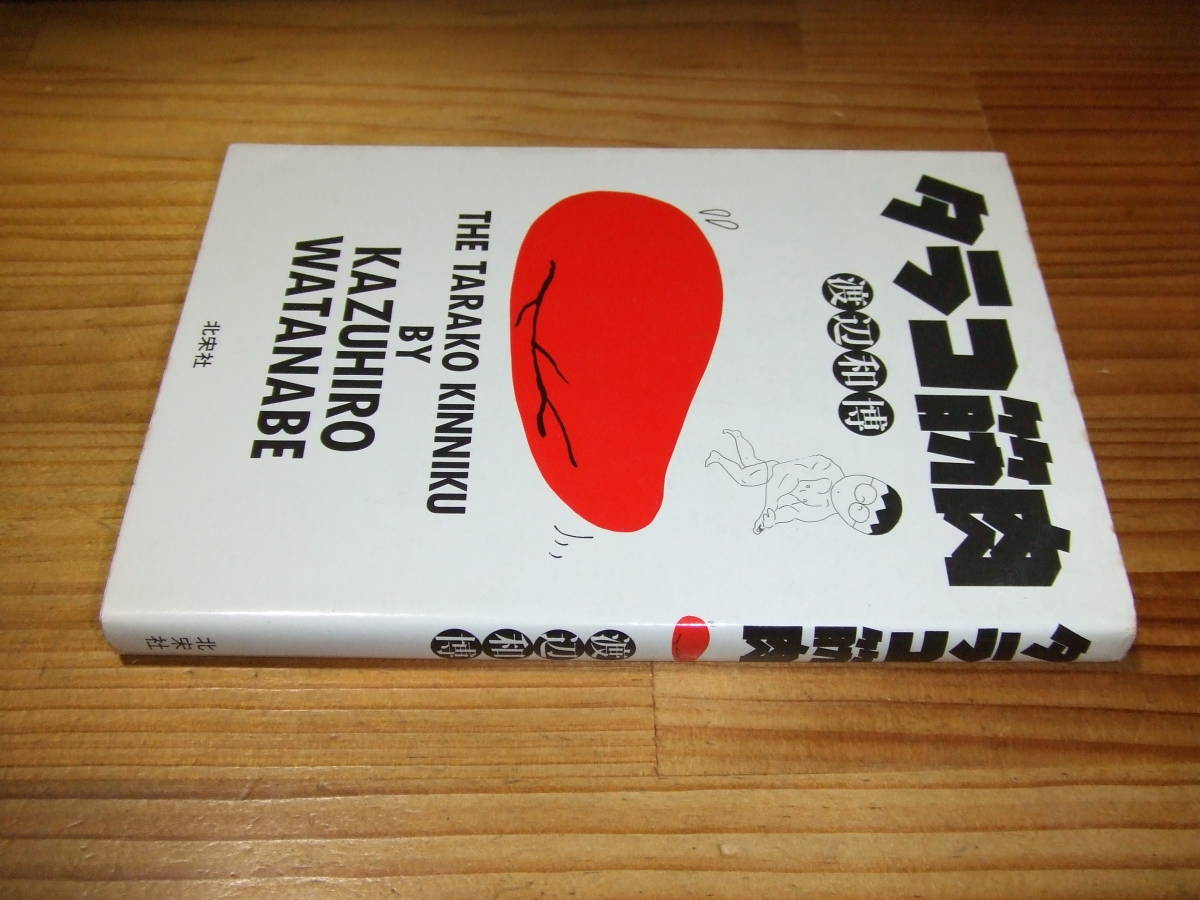 タラコ筋肉
渡辺和博
THE TARAKO KINNIKU
BY
KAZUHIRO
WATANABE
北宋社
タラコ筋肉
渡辺和博
北宋社